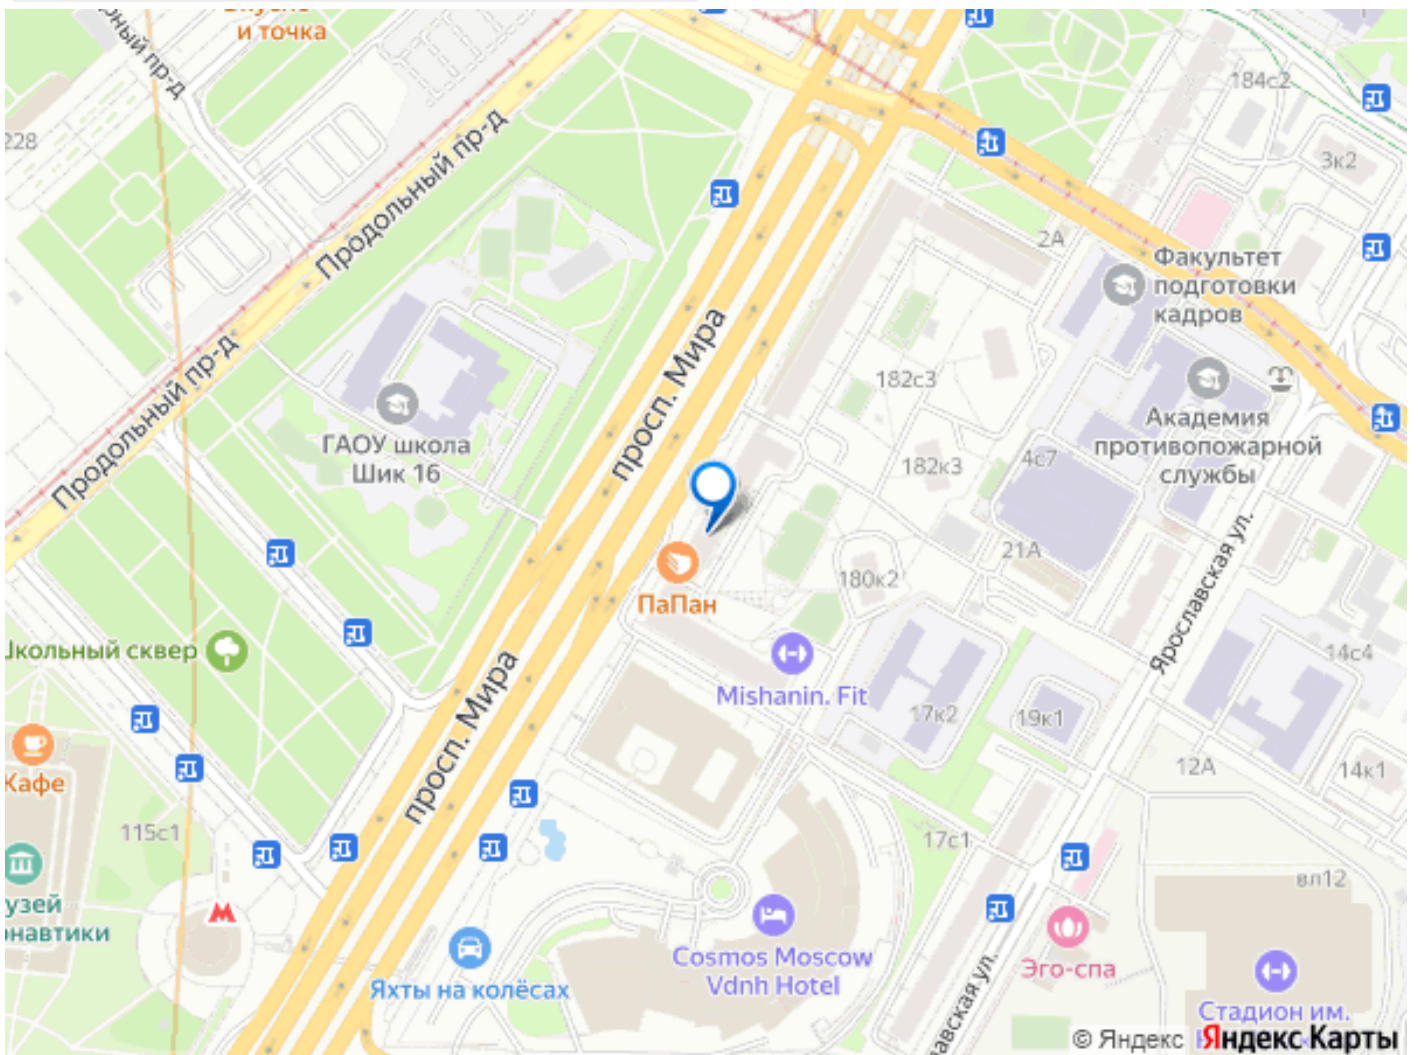 и точка
228
184с2
3к2
Продольный пр-д
2А
Факультет
подготовки
кадров
просп. Мира
182с3
Продольный пр-д
ГАОУ школа
Шик 16
Академия
противопожарной
службы
182к3
4с7
21А
180к2
ПаПан
Ярославская ул.
Школьный сквер
14с4
Mishanin. Fit
просп. Мира
17к2
19к1
12А
14к1
Кафе
115с1
17с1
вл12
узей
онавтики
Cosmos Moscow
Vdnh Hotel
Яхты на колёсах
Эго-спа
авская ул.
Стадион им.
© Яндекс Яндекс Карты